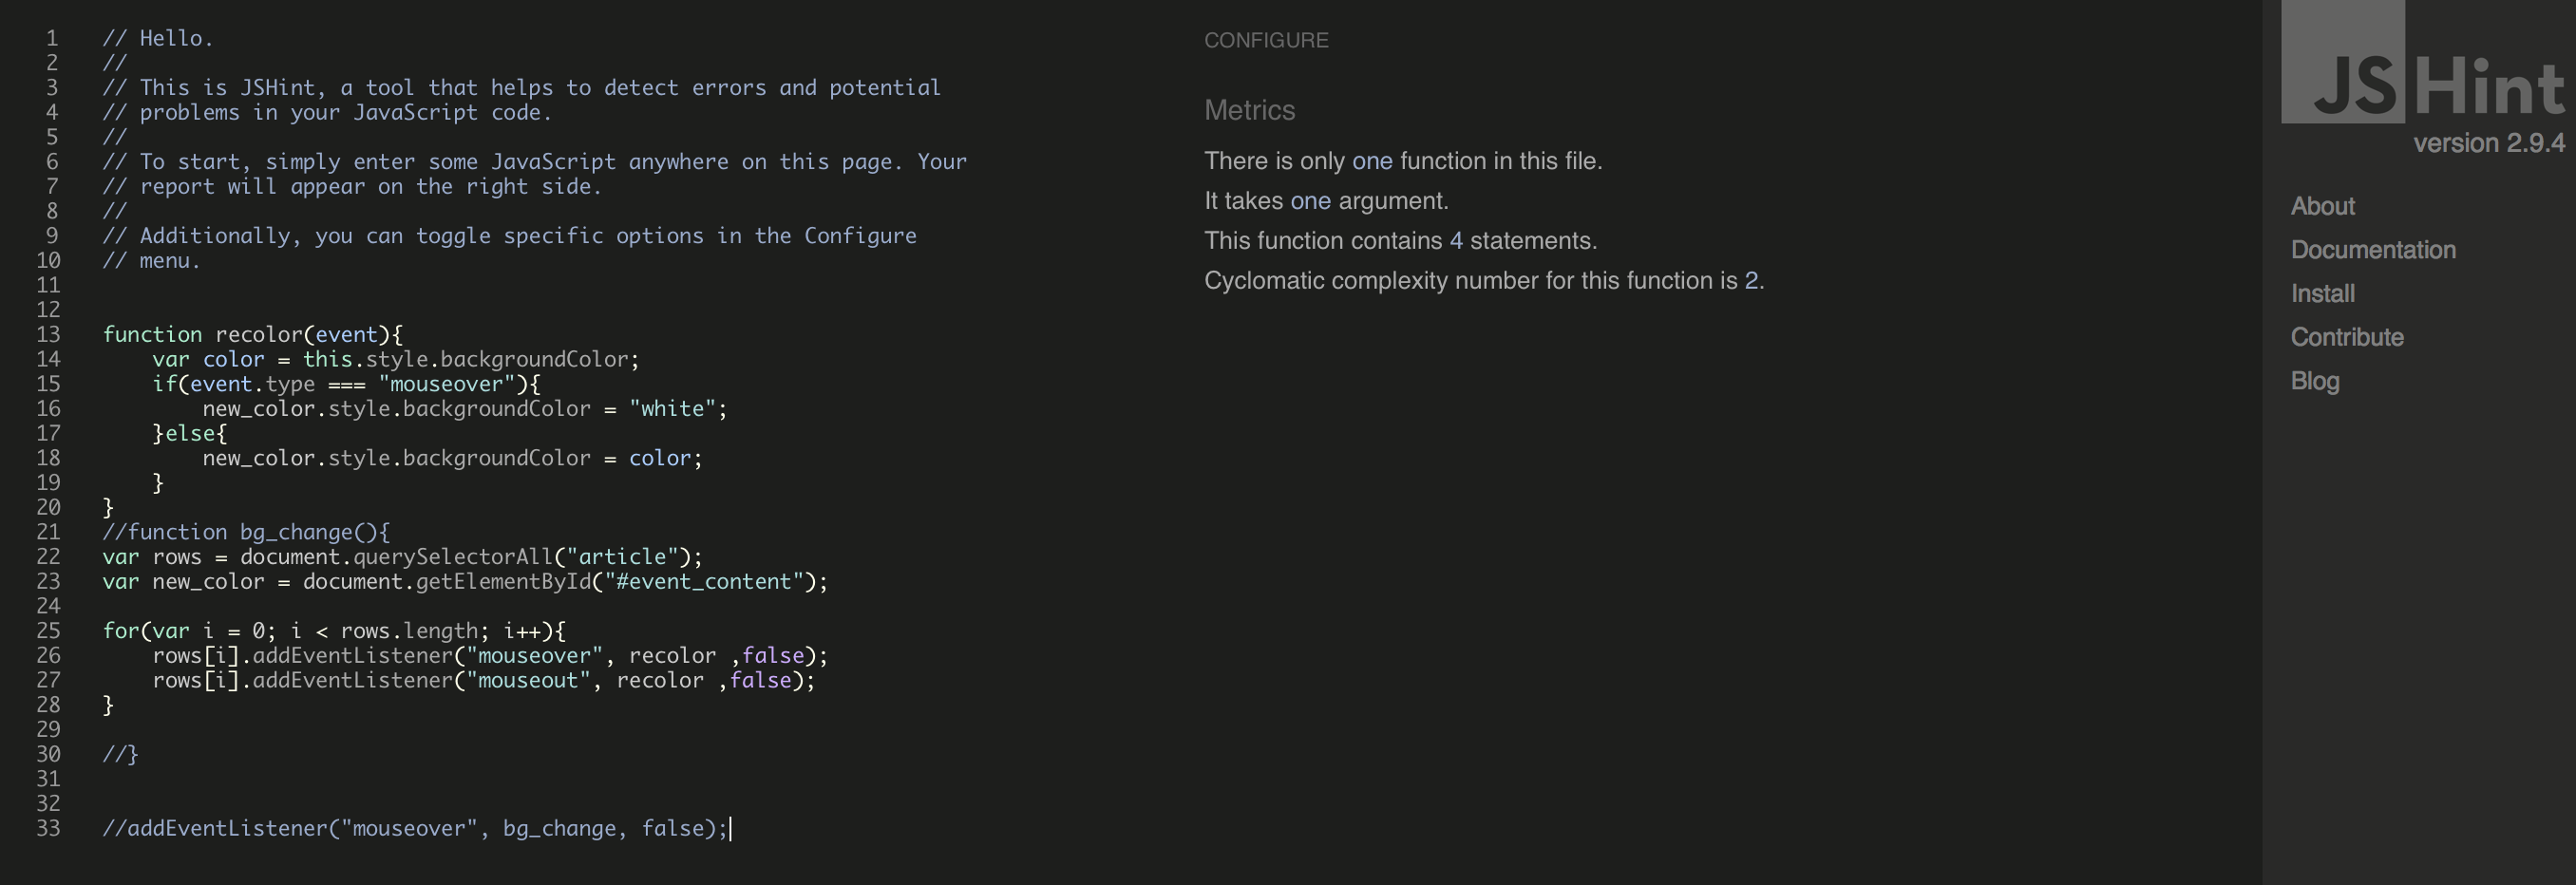 1 // Hello.
2 //
3 // This is JSHint, a tool that helps to detect errors and potential
4 // problems in your JavaScript code.
5 //
6 // To start, simply enter some JavaScript anywhere on this page. Your
7 // report will appear on the right side.
8 //
9 // Additionally, you can toggle specific options in the Configure
10 // menu.
11
12
13 function recolor(event){
14     var color = this.style.backgroundColor;
15     if(event.type === "mouseover"){
16         new_color.style.backgroundColor = "white";
17     }else{
18         new_color.style.backgroundColor = color;
19     }
20 }
21 //function bg_change(){
22 var rows = document.querySelectorAll("article");
23 var new_color = document.getElementById("#event_content");
24
25 for(var i = 0; i < rows.length; i++){
26     rows[i].addEventListener("mouseover", recolor ,false);
27     rows[i].addEventListener("mouseout", recolor ,false);
28 }
29
30 //}
31
32
33 //addEventListener("mouseover", bg_change, false);
CONFIGURE
Metrics
There is only one function in this file.
It takes one argument.
This function contains 4 statements.
Cyclomatic complexity number for this function is 2.
JSHint
version 2.9.4
About
Documentation
Install
Contribute
Blog